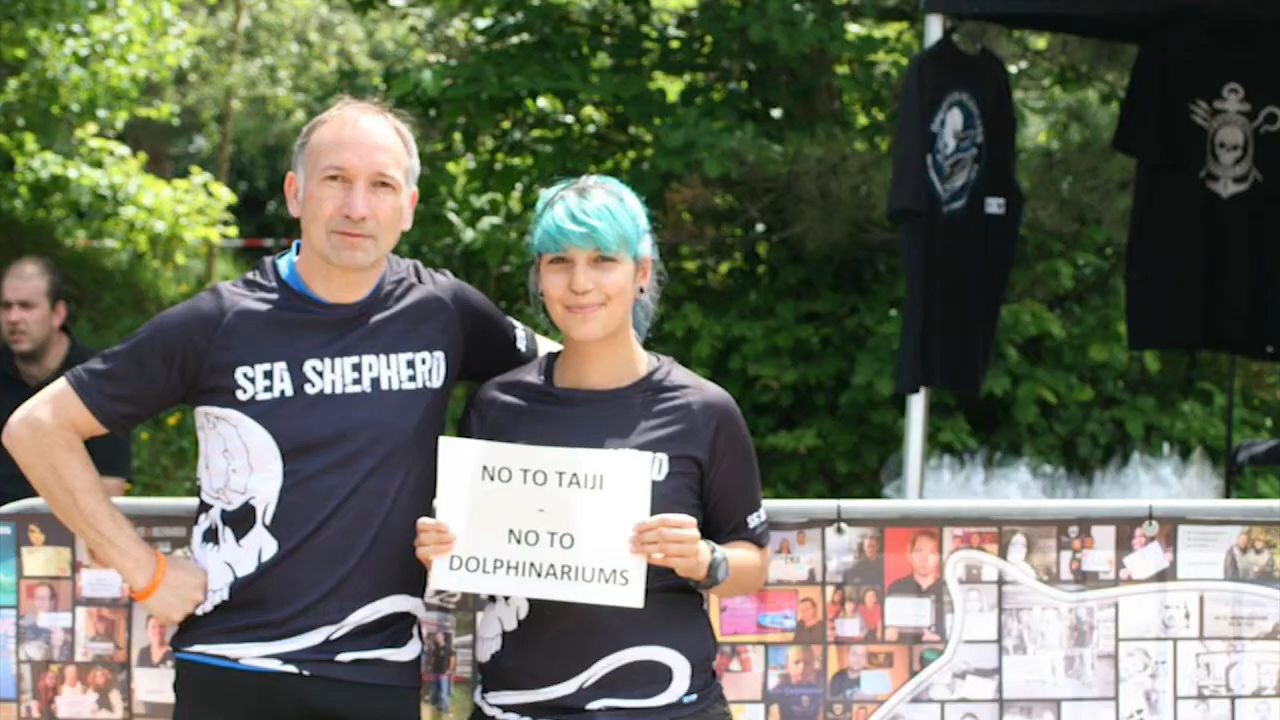 SEA SHEPHERD
NO TO TAIJI
-
NO TO
DOLPHINARIUMS